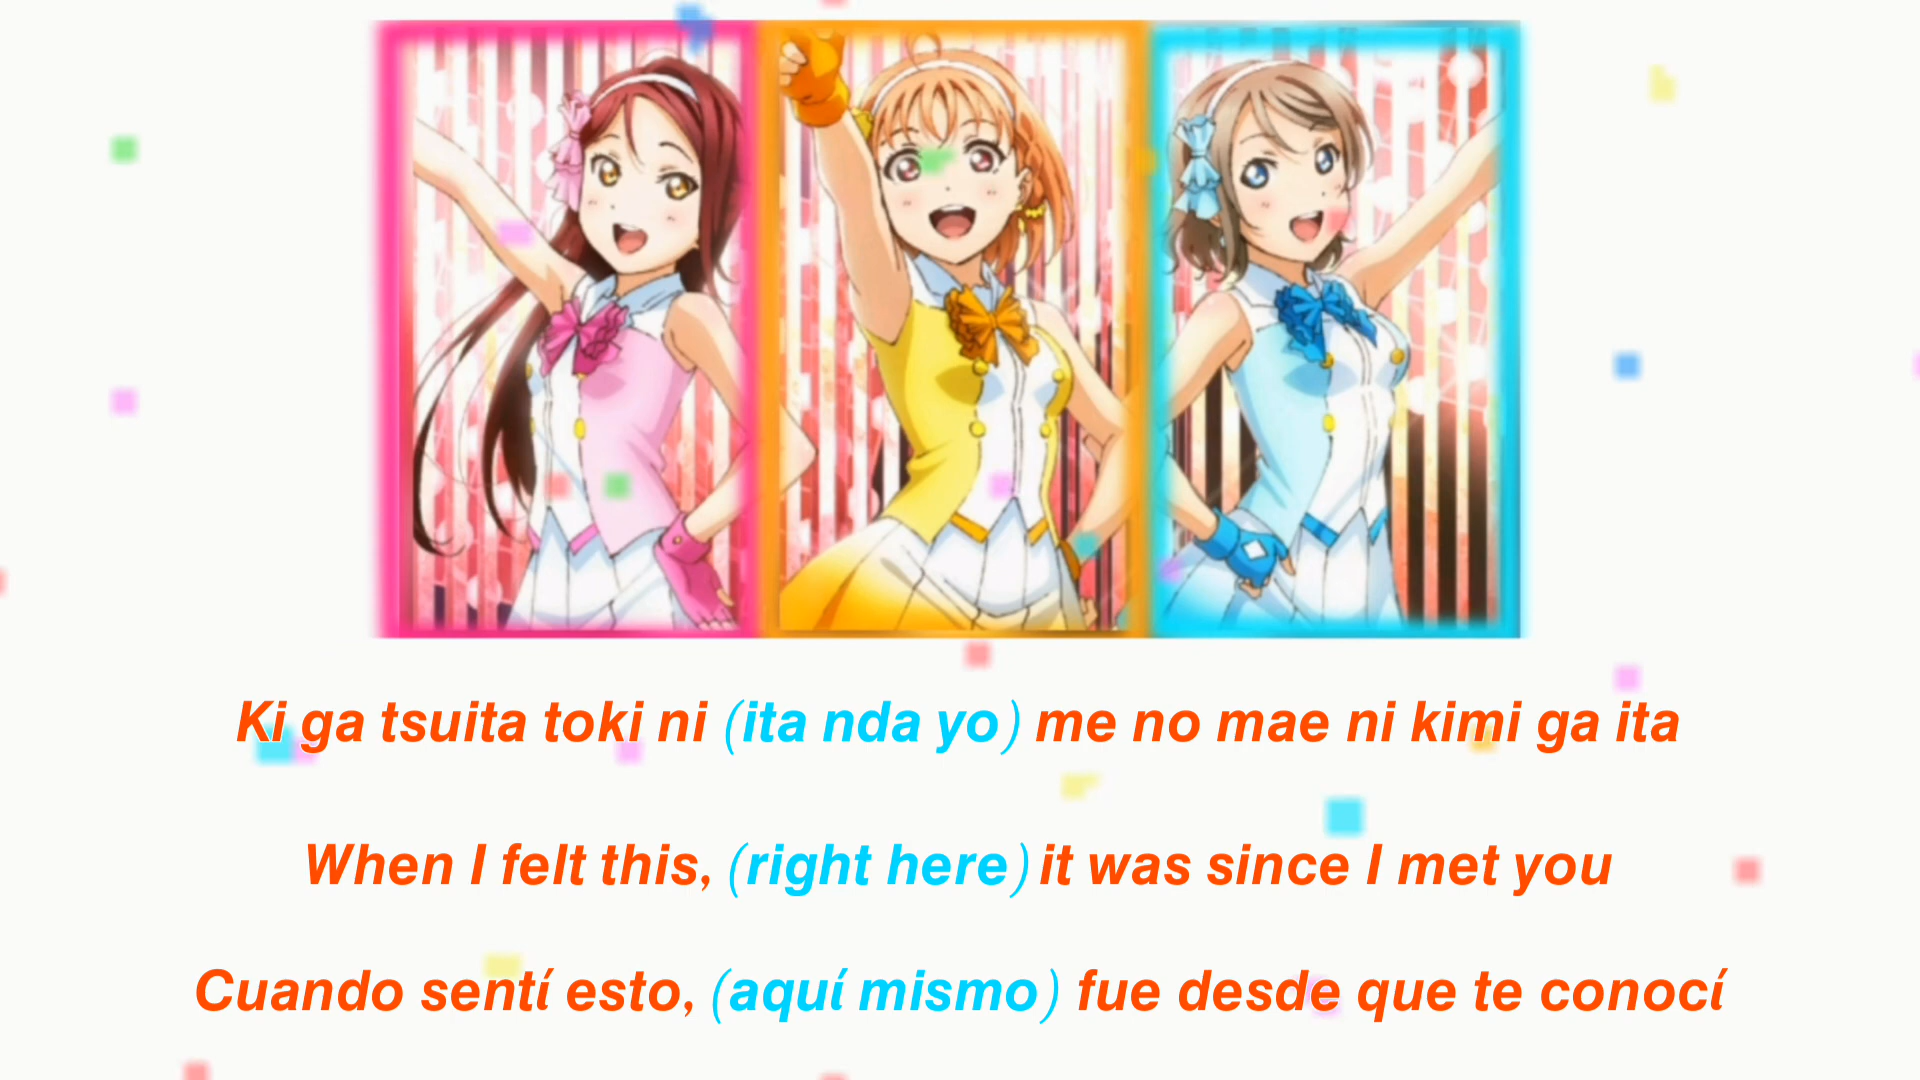 Ki ga tsuita toki ni (ita nda yo) me no mae ni kimi ga ita
When I felt this, (right here) it was since I met you
Cuando sentí esto, (aquí mismo) fue desde que te conocí